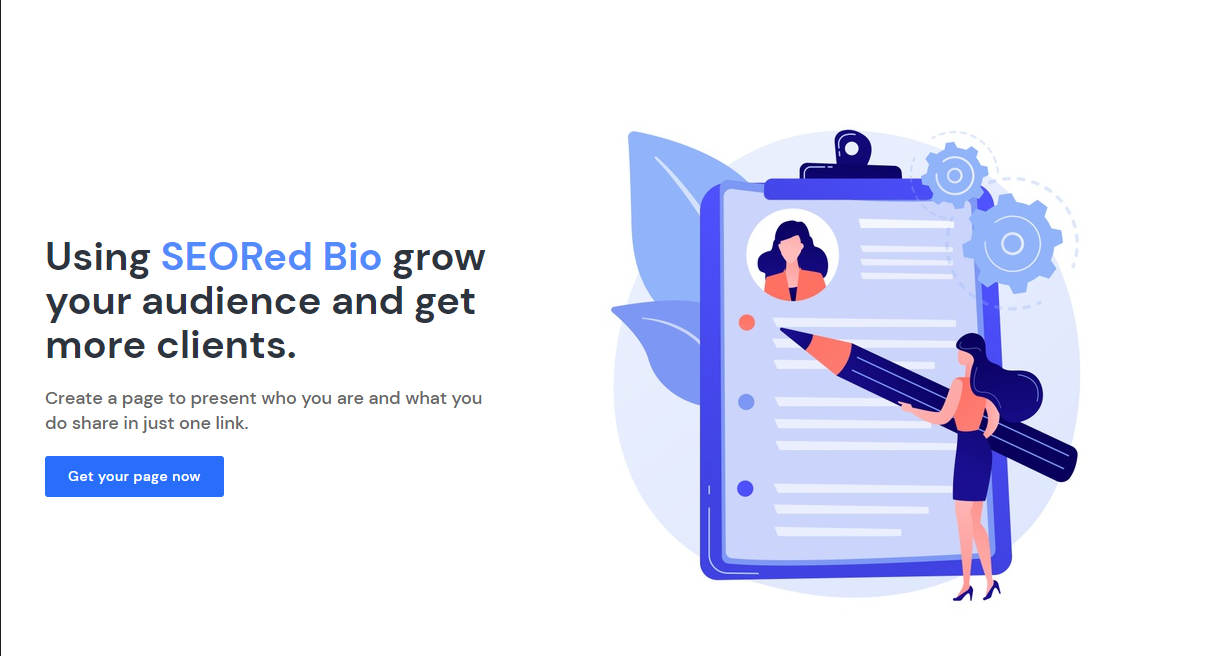 Using SEORed Bio grow
your audience and get
more clients.
Create a page to present who you are and what you
do share in just one link.
Get your page now